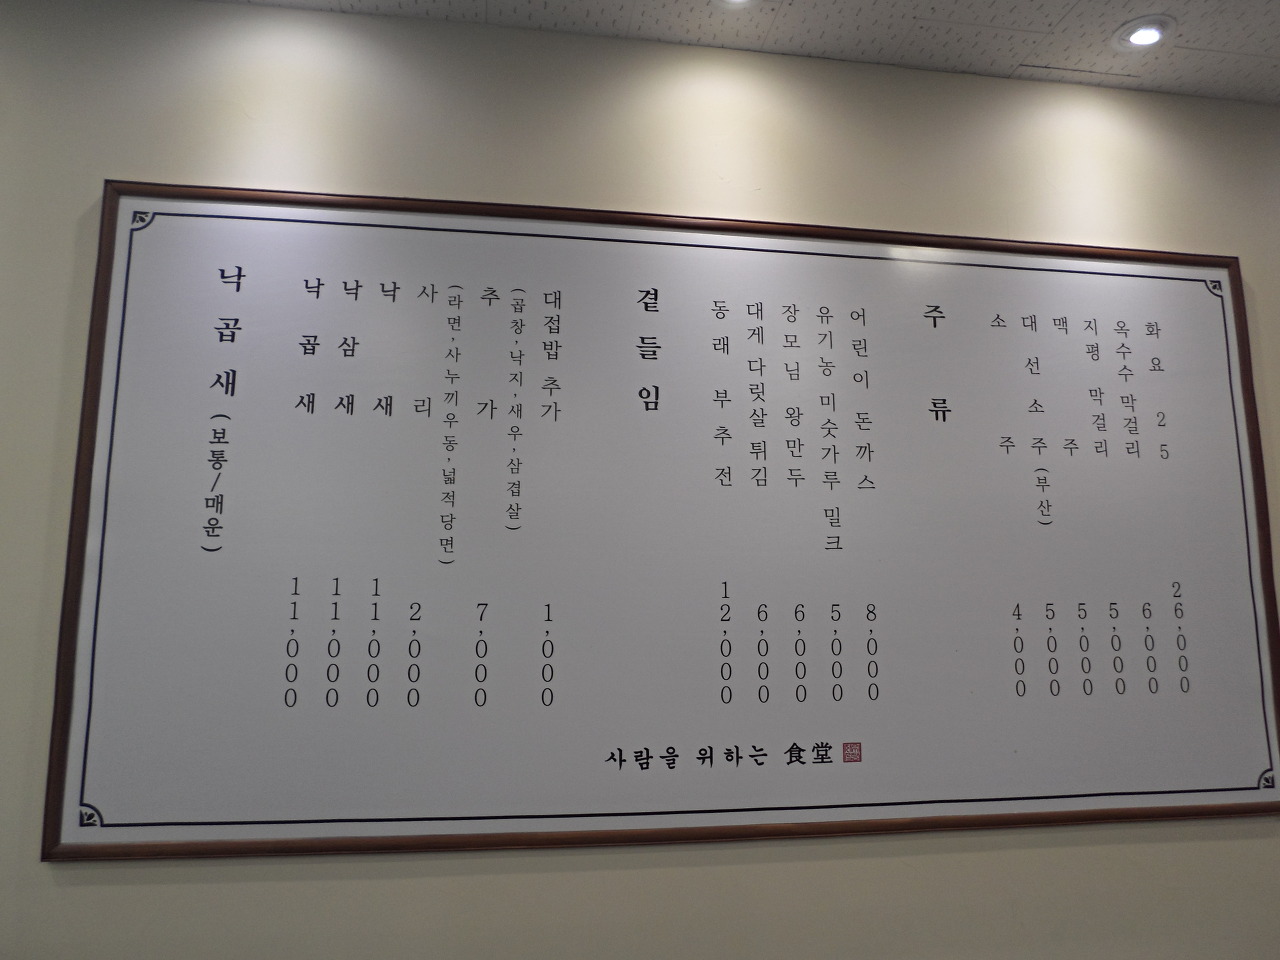 낙곱새(보통/매운)
낙곱새 11,000
낙삼새 11,000
낙새 11,000
사리 2,000
(라면,사누끼우동,넓적당면)
추가 7,000
(곱창,낙지,새우,삼겹살)
대접밥 추가 1,000
곁들임
동래 부추전 12,000
대게 다릿살 튀김 6,000
장모님 왕만두 6,000
유기농 미숫가루 밀크 5,000
어린이 돈까스 8,000
주류
소주 4,000
대선소주(부산) 5,000
맥주 5,000
지평 막걸리 5,000
옥수수 막걸리 6,000
화요 25 26,000
사람을 위하는 食堂